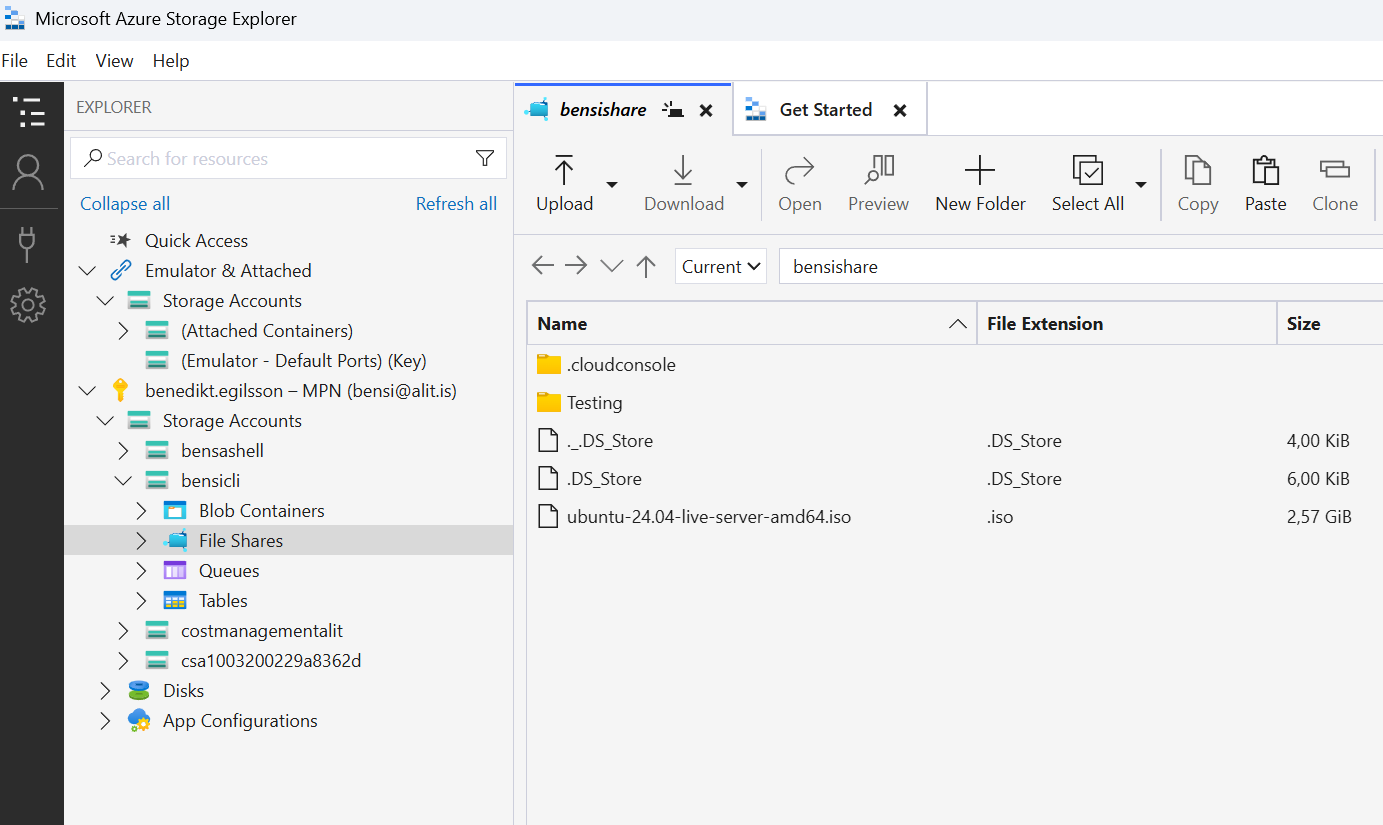 Microsoft Azure Storage Explorer
File Edit View Help
EXPLORER
Search for resources
Collapse all Refresh all
Quick Access
Emulator & Attached
Storage Accounts
(Attached Containers)
(Emulator - Default Ports) (Key)
benedikt.egilsson – MPN (bensi@alit.is)
Storage Accounts
bensashell
bensicli
Blob Containers
File Shares
Queues
Tables
costmanagementalit
csa1003200229a8362d
Disks
App Configurations
bensishare Get Started
Upload Download Open Preview New Folder Select All Copy Paste Clone
Current bensishare
Name File Extension Size
.cloudconsole
Testing
._.DS_Store .DS_Store 4,00 KiB
.DS_Store .DS_Store 6,00 KiB
ubuntu-24.04-live-server-amd64.iso .iso 2,57 GiB